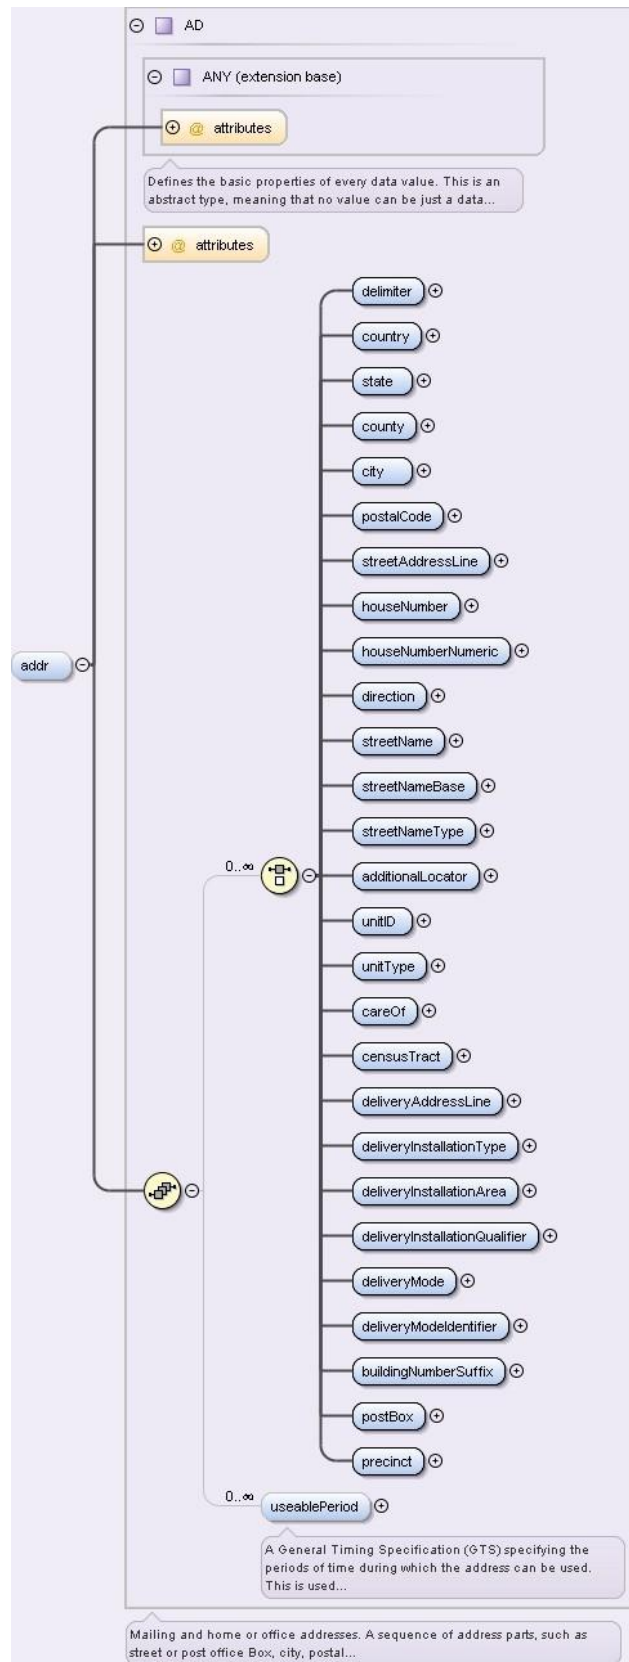 AD
ANY (extension base)
@ attributes
Defines the basic properties of every data value. This is an
abstract type, meaning that no value can be just a data...
@ attributes
delimiter
country
state
county
city
postalCode
streetAddressLine
houseNumber
addr
houseNumberNumeric
direction
streetName
streetNameBase
streetNameType
0..∞
additionalLocator
unitID
unitType
careOf
censusTract
deliveryAddressLine
deliveryInstallationType
deliveryInstallationArea
deliveryInstallationQualifier
deliveryMode
deliveryModeIdentifier
buildingNumberSuffix
postBox
precinct
0..∞
useablePeriod
A General Timing Specification (GTS) specifying the
periods of time during which the address can be used.
This is used...
Mailing and home or office addresses. A sequence of address parts, such as
street or post office Box, city, postal...